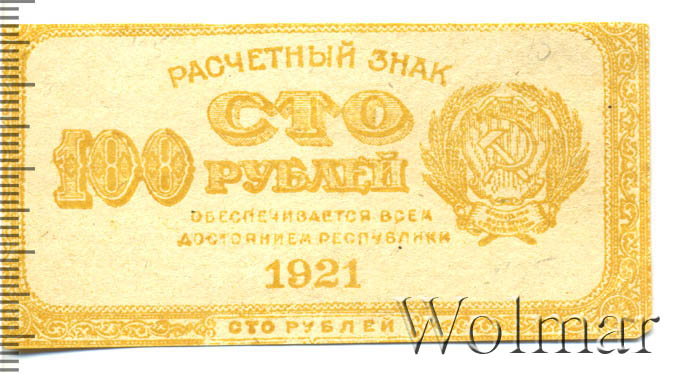 РАСЧЕТНЫЙ ЗНАК
СТО
100 РУБЛЕЙ
ОБЕСПЕЧИВАЕТСЯ ВСЕМ
ДОСТОЯНИЕМ РЕСПУБЛИКИ
1921
СТО РУБЛЕЙ
Wolmar